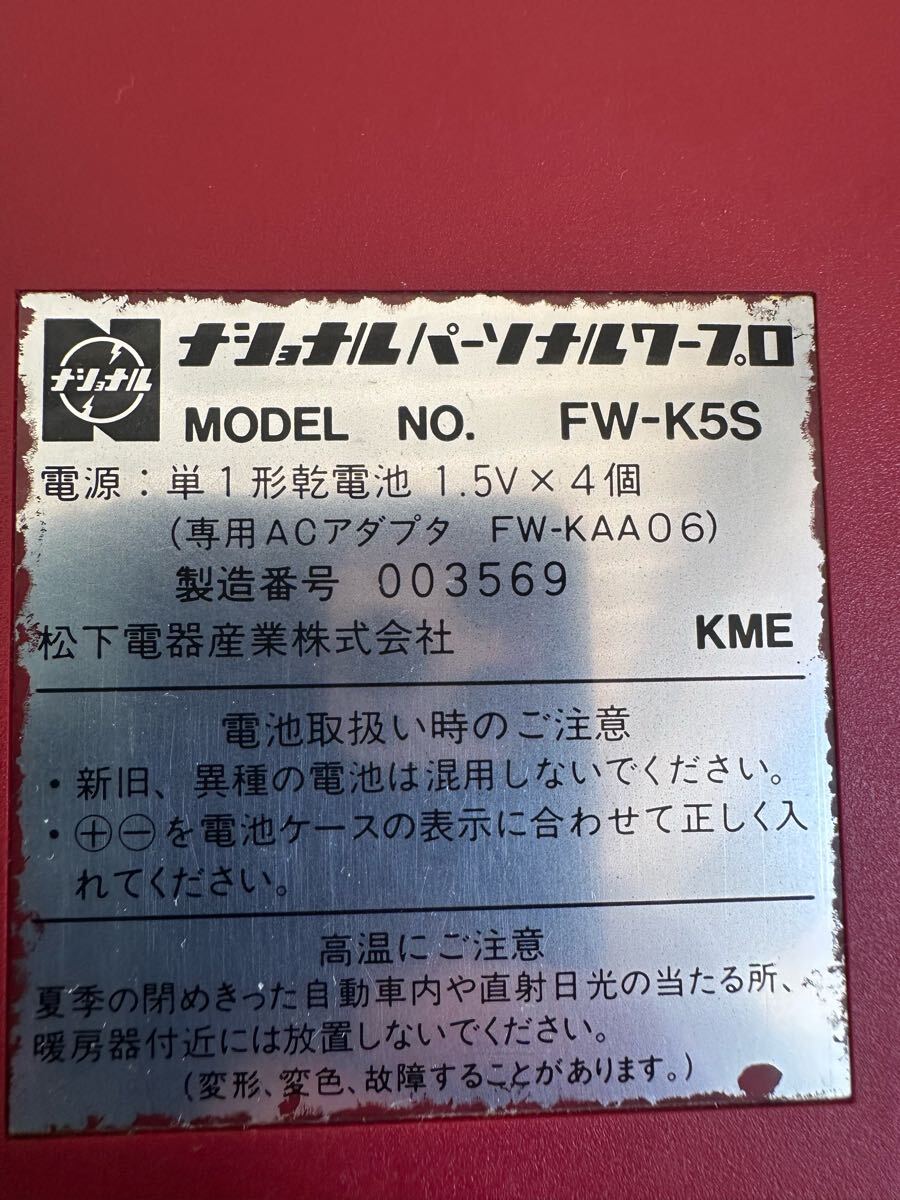 ナショナル ナショナルパーソナルワープロ
MODEL NO. FW-K5S
電源：単1形乾電池 1.5V×4個
(専用ACアダプタ FW-KAA06)
製造番号 003569
松下電器産業株式会社 KME
電池取扱い時のご注意
・新旧、異種の電池は混用しないでください。
・⊕⊖を電池ケースの表示に合わせて正しく入
れてください。
高温にご注意
夏季の閉めきった自動車内や直射日光の当たる所、
暖房器付近には放置しないでください。
(変形、変色、故障することがあります。)